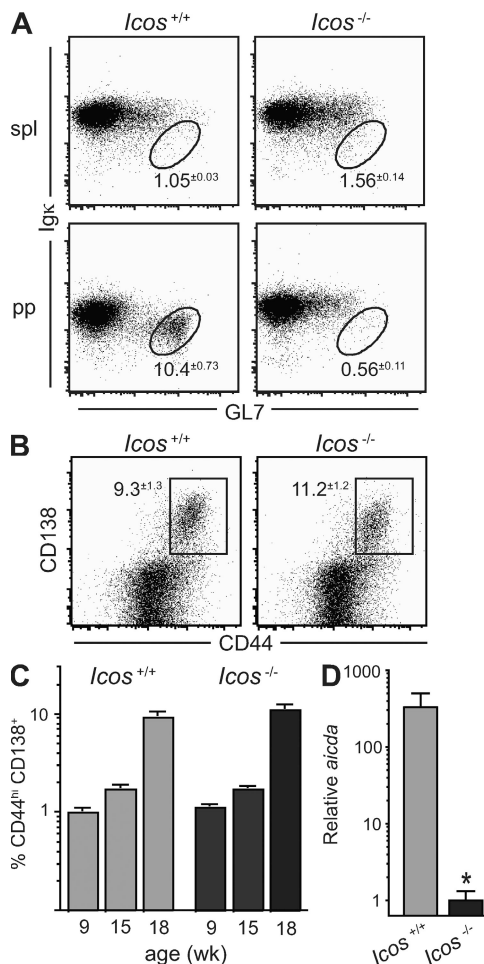 A
Icos +/+
Icos -/-
spl
1.05±0.03
1.56±0.14
Igκ
pp
10.4±0.73
0.56±0.11
GL7
B
Icos +/+
Icos -/-
9.3±1.3
11.2±1.2
CD138
CD44
C
Icos +/+
Icos -/-
% CD44hi CD138+
10
1
9 15 18 9 15 18
age (wk)
D
Relative aicda
1000
100
10
1
*
Icos +/+
Icos -/-